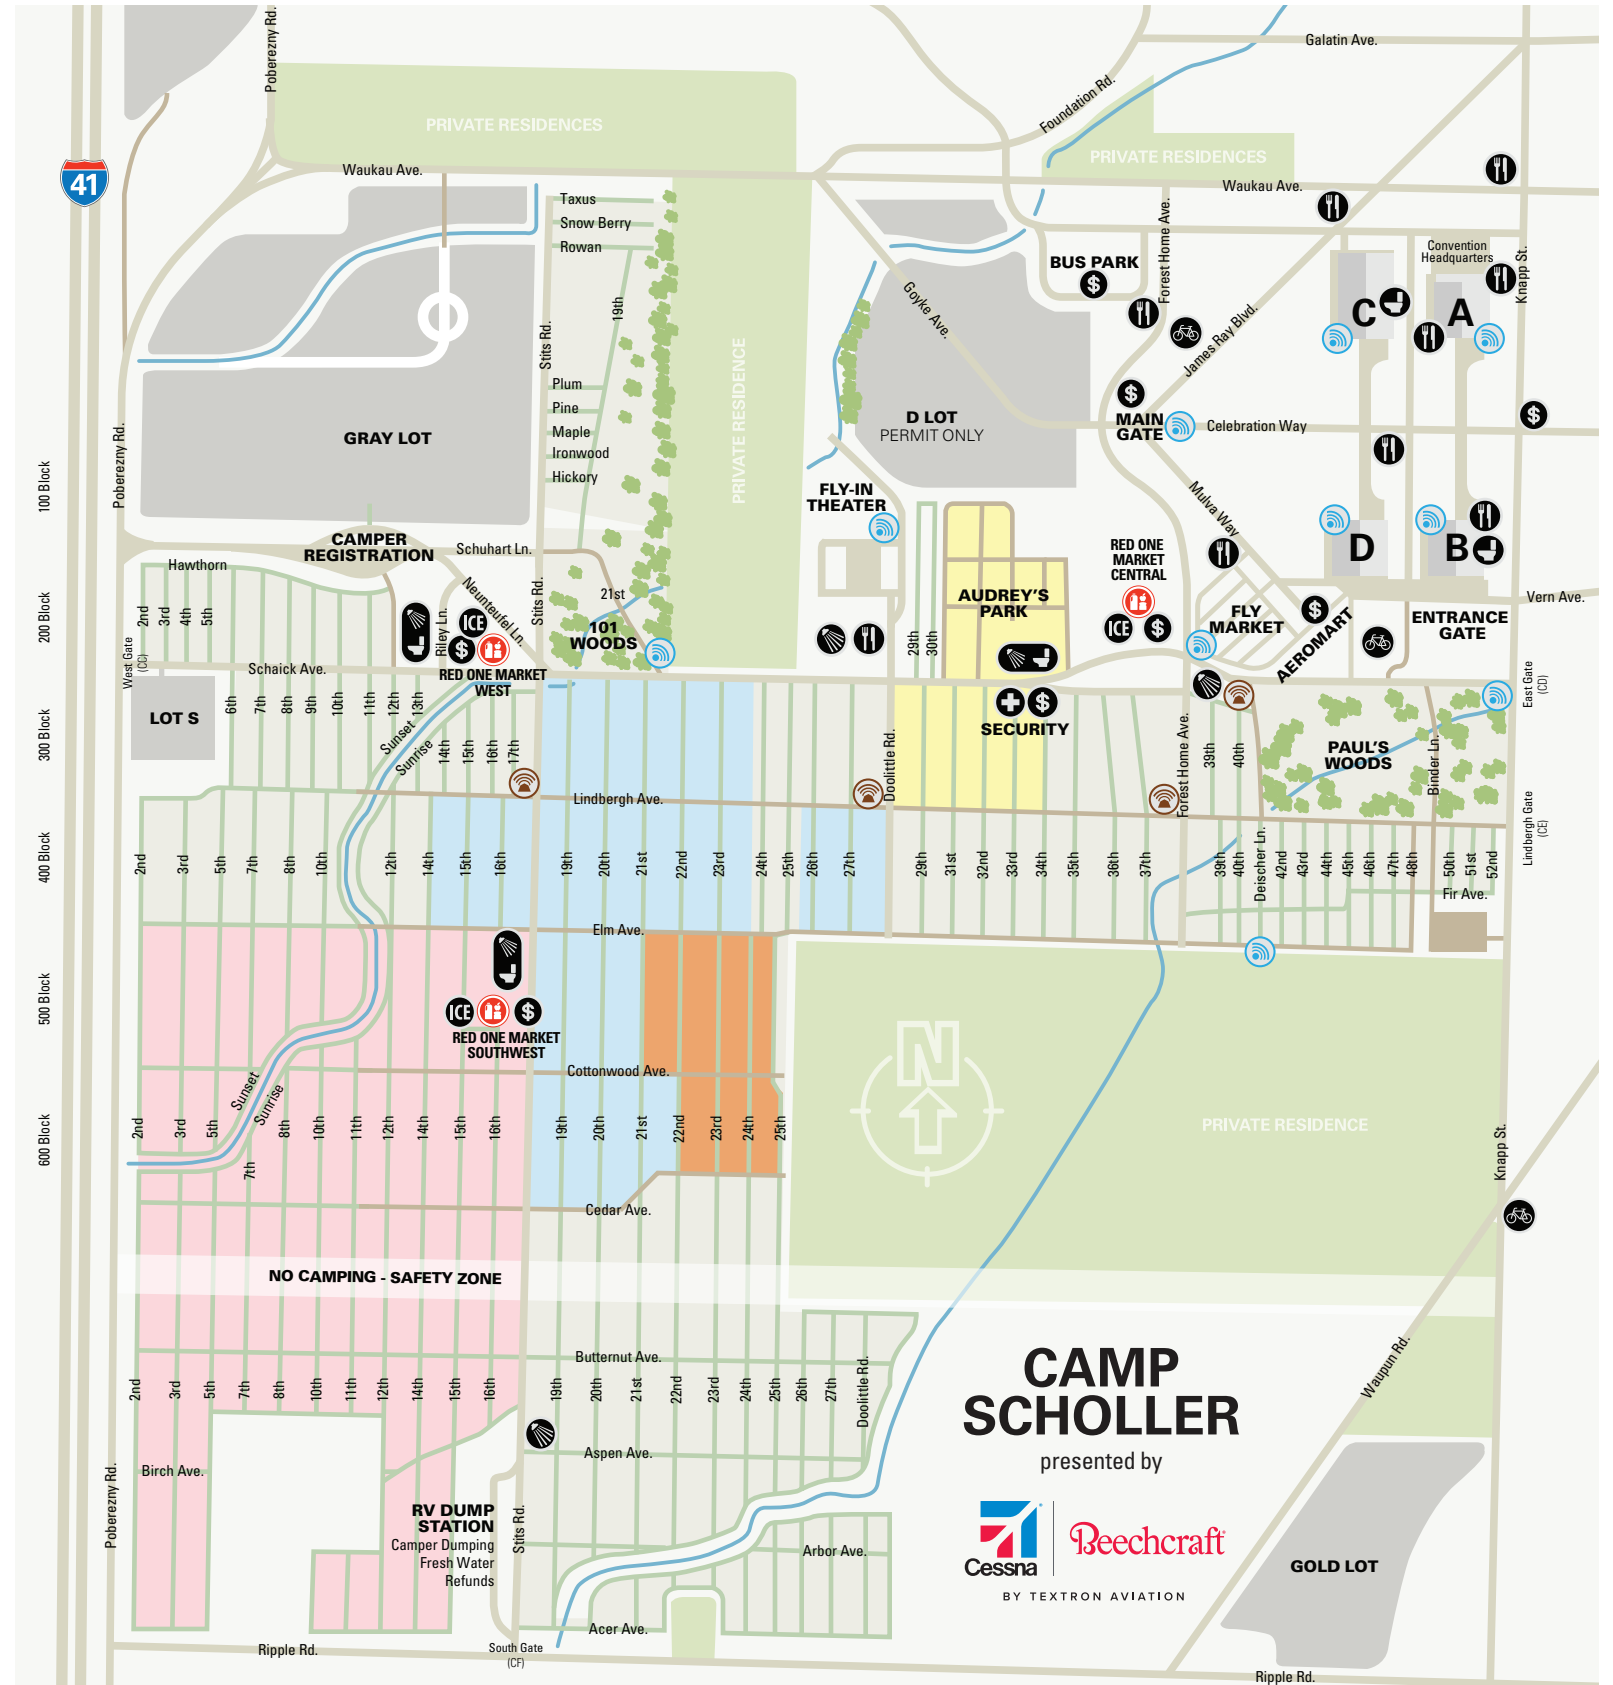 Galatin Ave.
Poberezny Rd.
Foundation Rd.
PRIVATE RESIDENCES
PRIVATE RESIDENCES
Waukau Ave.
Waukau Ave.
41
Taxus
Snow Berry
Rowan
19th
Stits Rd.
Plum
Pine
Maple
Ironwood
Hickory
PRIVATE RESIDENCE
Goyke Ave.
BUS PARK
$
Forest Home Ave.
James Ray Blvd.
Convention
Headquarters
Knapp St.
C
A
$
MAIN
GATE
Celebration Way
$
D LOT
PERMIT ONLY
GRAY LOT
Poberezny Rd.
100 Block
FLY-IN
THEATER
Mulva Way
D
B
CAMPER
REGISTRATION
Schuhart Ln.
Hawthorn
2nd
3rd
4th
5th
200 Block
Neunteufel Ln.
Riley Ln.
ICE
$
RED ONE MARKET
WEST
Stits Rd.
21st
101
WOODS
29th
30th
AUDREY'S
PARK
RED ONE
MARKET
CENTRAL
ICE
$
FLY
MARKET
$
AEROMART
ENTRANCE
GATE
Vern Ave.
West Gate
(CC)
Schaick Ave.
East Gate
(CD)
LOT S
300 Block
6th
7th
8th
9th
10th
11th
12th
13th
Sunset
Sunrise
14th
15th
16th
17th
$
SECURITY
Doolittle Rd.
Forest Home Ave.
39th
40th
PAUL'S
WOODS
Binder Ln.
Lindbergh Ave.
Lindbergh Gate
(CE)
400 Block
2nd
3rd
5th
7th
8th
10th
12th
14th
15th
16th
19th
20th
21st
22nd
23rd
24th
25th
26th
27th
29th
31st
32nd
33rd
34th
35th
36th
37th
39th
40th
Deischer Ln.
42nd
43rd
44th
45th
46th
47th
48th
50th
51st
52nd
Fir Ave.
Elm Ave.
500 Block
ICE
$
RED ONE MARKET
SOUTHWEST
N
Cottonwood Ave.
Sunset
Sunrise
600 Block
2nd
3rd
5th
7th
8th
10th
11th
12th
14th
15th
16th
19th
20th
21st
22nd
23rd
24th
25th
PRIVATE RESIDENCE
Knapp St.
Cedar Ave.
NO CAMPING - SAFETY ZONE
Butternut Ave.
2nd
3rd
5th
7th
8th
10th
11th
12th
14th
15th
16th
19th
20th
21st
22nd
23rd
24th
25th
26th
27th
Doolittle Rd.
Waupun Rd.
CAMP
SCHOLLER
presented by
Cessna
Beechcraft
BY TEXTRON AVIATION
Aspen Ave.
Birch Ave.
Poberezny Rd.
RV DUMP
STATION
Camper Dumping
Fresh Water
Refunds
Stits Rd.
Arbor Ave.
GOLD LOT
Acer Ave.
South Gate
(CF)
Ripple Rd.
Ripple Rd.